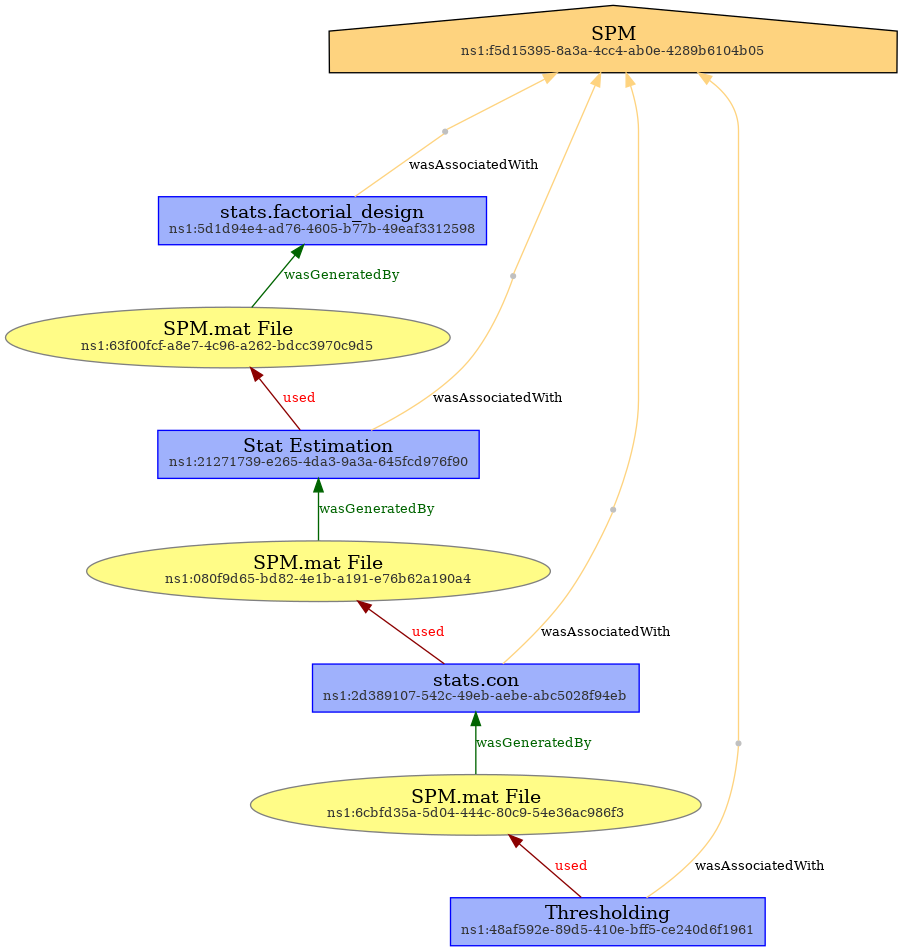 SPM
ns1:f5d15395-8a3a-4cc4-ab0e-4289b6104b05
wasAssociatedWith
stats.factorial_design
ns1:5d1d94e4-ad76-4605-b77b-49eaf3312598
wasGeneratedBy
SPM.mat File
ns1:63f00fcf-a8e7-4c96-a262-bdcc3970c9d5
used
wasAssociatedWith
Stat Estimation
ns1:21271739-e265-4da3-9a3a-645fcd976f90
wasGeneratedBy
SPM.mat File
ns1:080f9d65-bd82-4e1b-a191-e76b62a190a4
used
wasAssociatedWith
stats.con
ns1:2d389107-542c-49eb-aebe-abc5028f94eb
wasGeneratedBy
SPM.mat File
ns1:6cbfd35a-5d04-444c-80c9-54e36ac986f3
used
wasAssociatedWith
Thresholding
ns1:48af592e-89d5-410e-bff5-ce240d6f1961